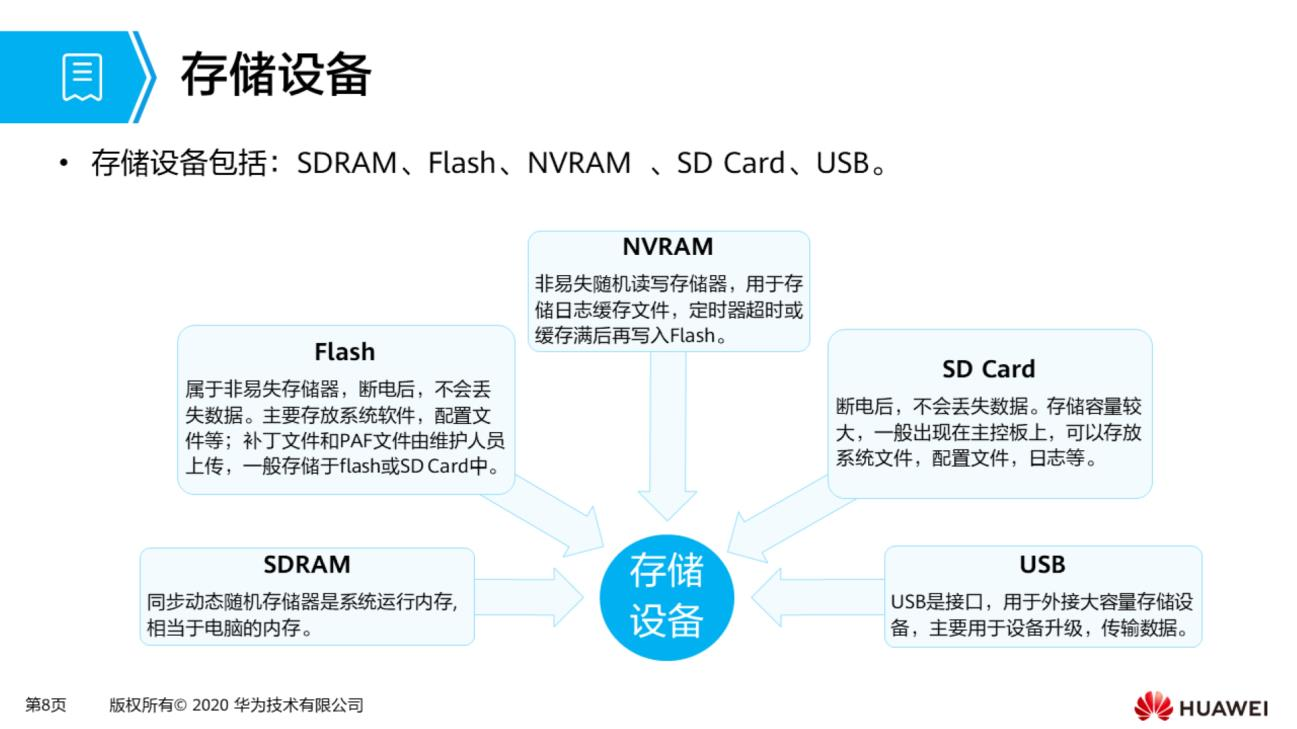 存储设备
• 存储设备包括：SDRAM、Flash、NVRAM 、SD Card、USB。
NVRAM
非易失随机读写存储器，用于存
储日志缓存文件，定时器超时或
缓存满后再写入Flash。
Flash
属于非易失存储器，断电后，不会丢
失数据。主要存放系统软件，配置文
件等；补丁文件和PAF文件由维护人员
上传，一般存储于flash或SD Card中。
SD Card
断电后，不会丢失数据。存储容量较
大，一般出现在主控板上，可以存放
系统文件，配置文件，日志等。
SDRAM
同步动态随机存储器是系统运行内存,
相当于电脑的内存。
存储
设备
USB
USB是接口，用于外接大容量存储设
备，主要用于设备升级，传输数据。
第8页 版权所有© 2020 华为技术有限公司
HUAWEI